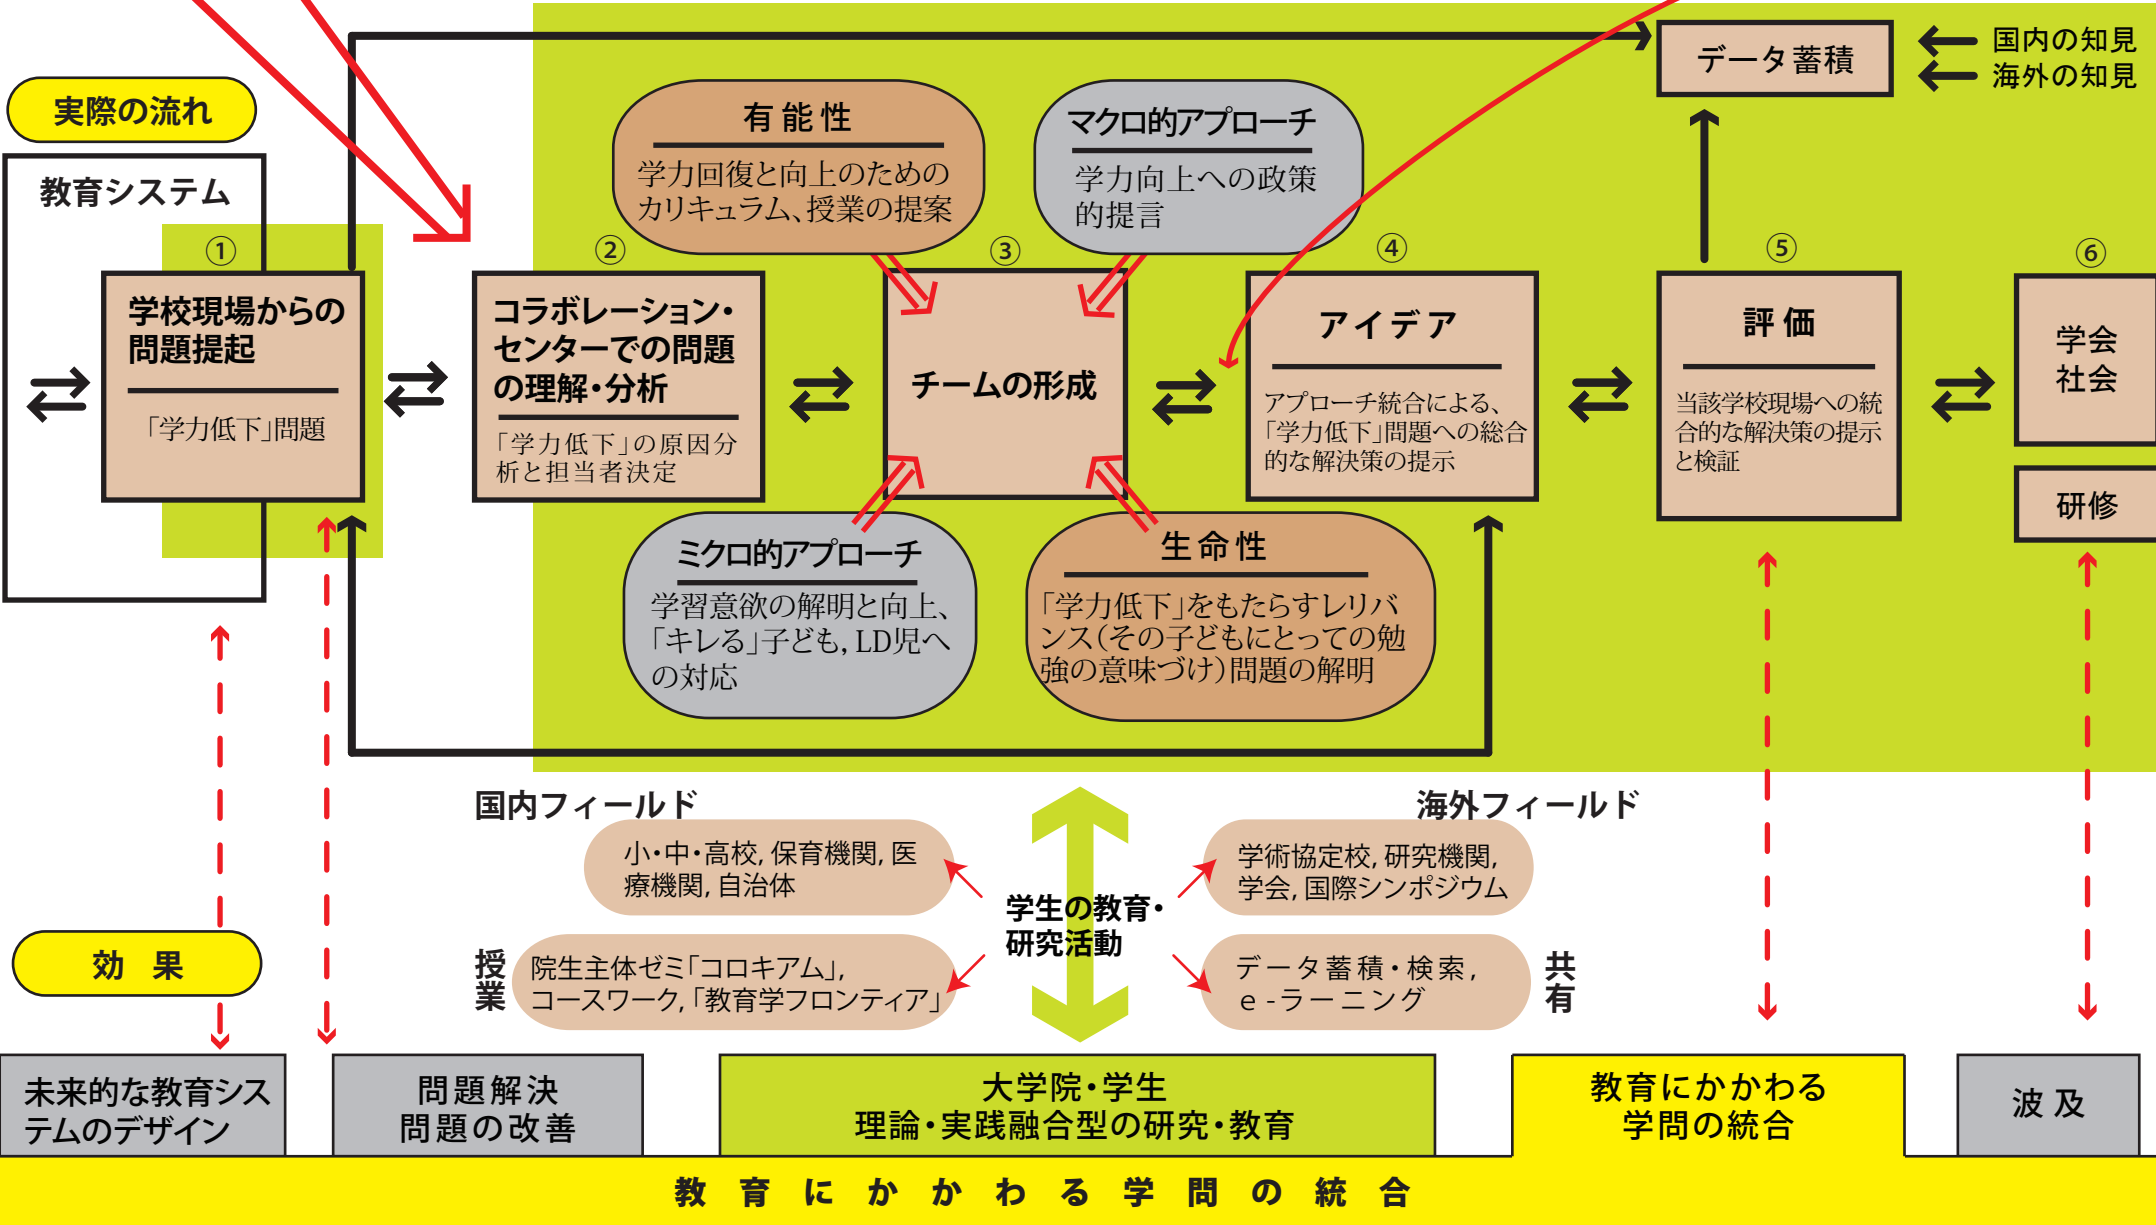 データ蓄積
国内の知見
海外の知見
実際の流れ
教育システム
有能性
学力回復と向上のための
カリキュラム、授業の提案
マクロ的アプローチ
学力向上への政策
的提言
①
学校現場からの
問題提起
「学力低下」問題
②
コラボレーション・
センターでの問題
の理解・分析
「学力低下」の原因分
析と担当者決定
③
チームの形成
④
アイデア
アプローチ統合による、
「学力低下」問題への総合
的な解決策の提示
⑤
評価
当該学校現場への統
合的な解決策の提示
と検証
⑥
学会
社会
研修
ミクロ的アプローチ
学習意欲の解明と向上、
「キレる」子ども, LD児へ
の対応
生命性
「学力低下」をもたらすレリバ
ンス(その子どもにとっての勉
強の意味づけ)問題の解明
国内フィールド
小・中・高校, 保育機関, 医
療機関, 自治体
海外フィールド
学術協定校, 研究機関,
学会, 国際シンポジウム
学生の教育・
研究活動
効 果
授業
院生主体ゼミ「コロキアム」,
コースワーク, 「教育学フロンティア」
データ蓄積・検索,
e -ラーニング
共有
未来的な教育シス
テムのデザイン
問題解決
問題の改善
大学院・学生
理論・実践融合型の研究・教育
教育にかかわる
学問の統合
波及
教育にかかわる学問の統合